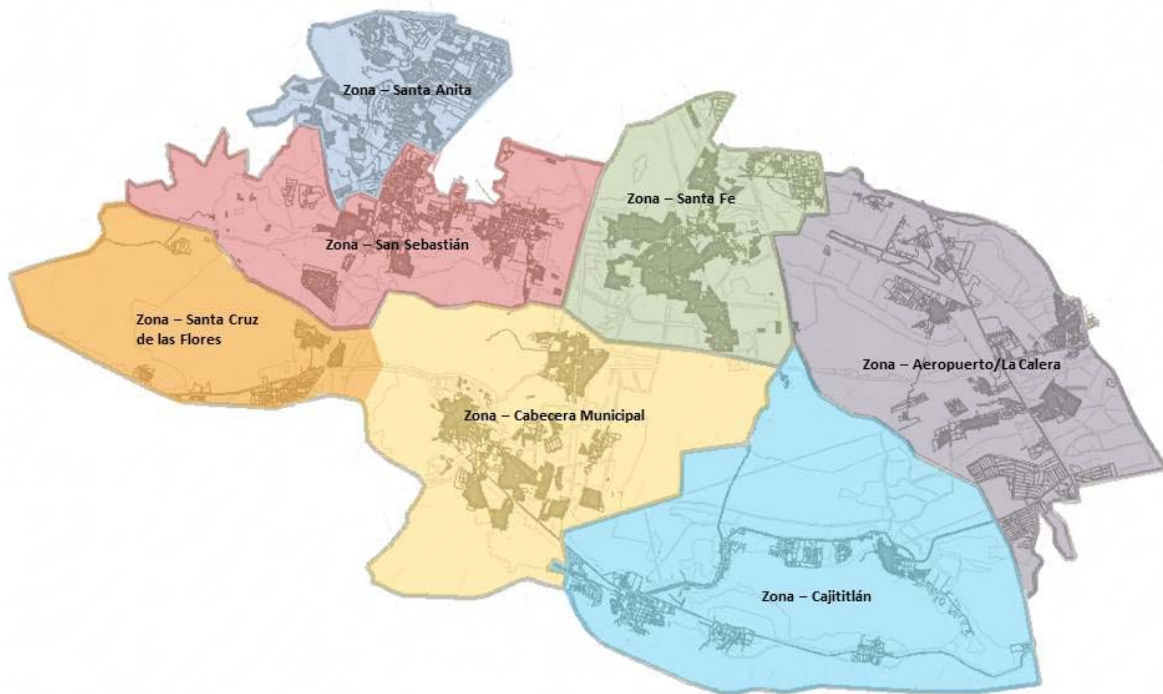 Zona – Santa Anita
Zona – Santa Fe
Zona – San Sebastián
Zona – Santa Cruz
de las Flores
Zona – Aeropuerto/La Calera
Zona – Cabecera Municipal
Zona – Cajititlán